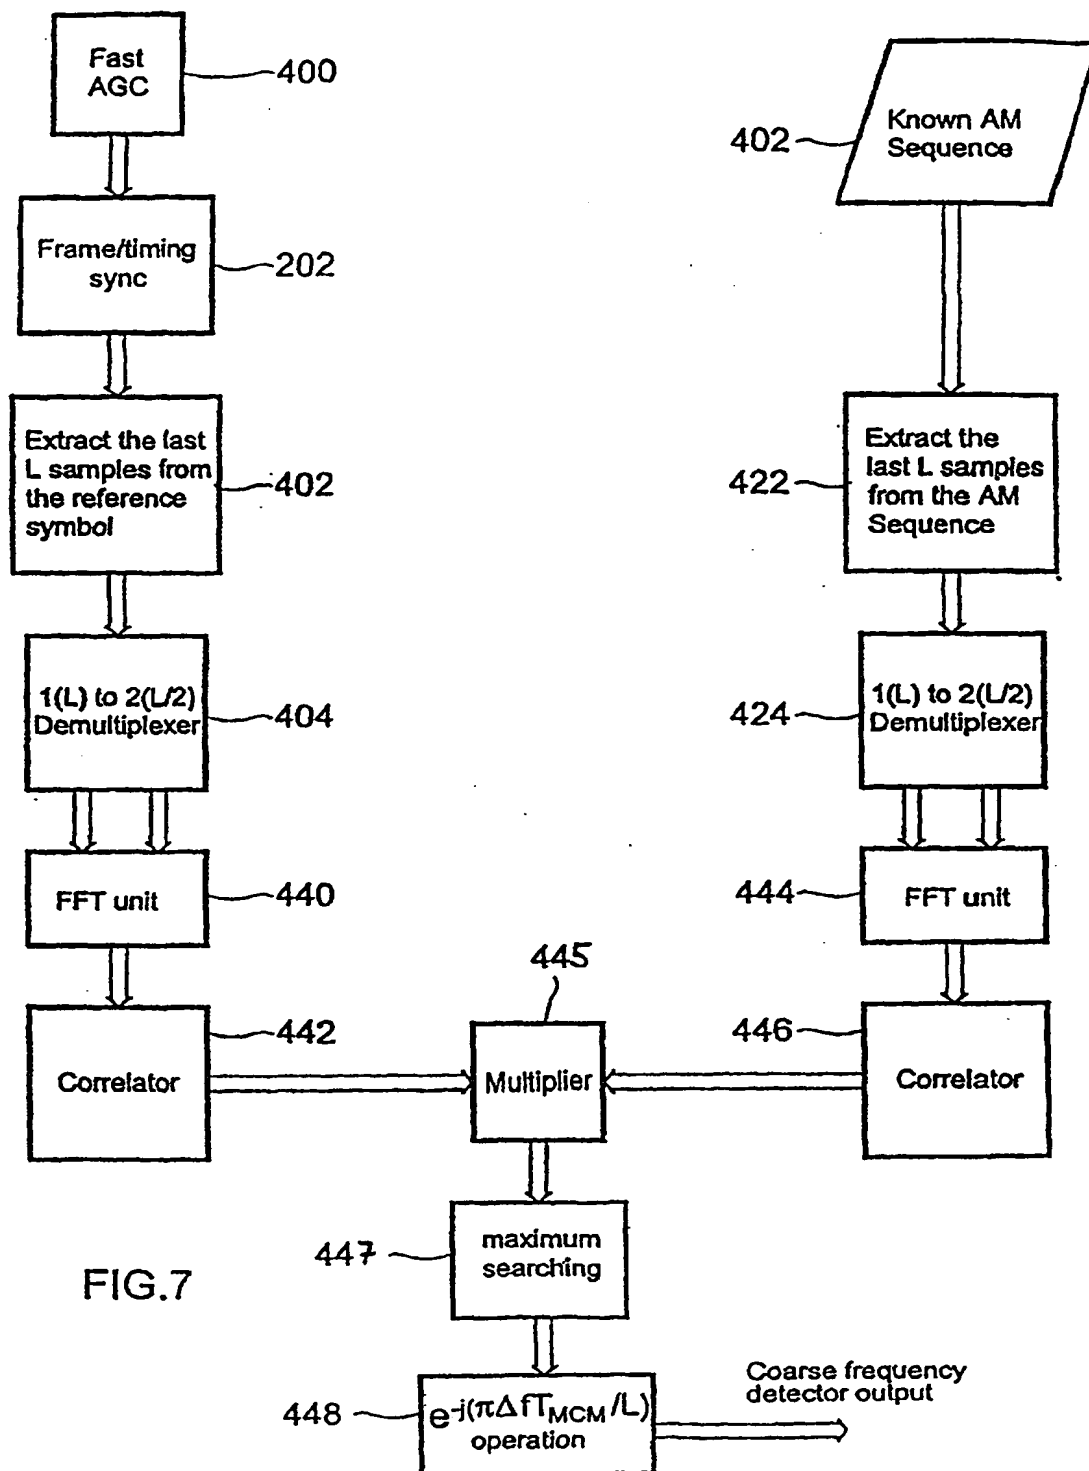 Fast
AGC
400
Known AM
Sequence
402
Frame/timing
sync
202
Extract the last
L samples from
the reference
symbol
402
Extract the
last L samples
from the AM
Sequence
422
1(L) to 2(L/2)
Demultiplexer
404
1(L) to 2(L/2)
Demultiplexer
424
FFT unit
440
FFT unit
444
445
Correlator
442
Multiplier
Correlator
446
maximum
searching
447
FIG.7
e-j(πΔfTMCM/L)
operation
448
Coarse frequency
detector output